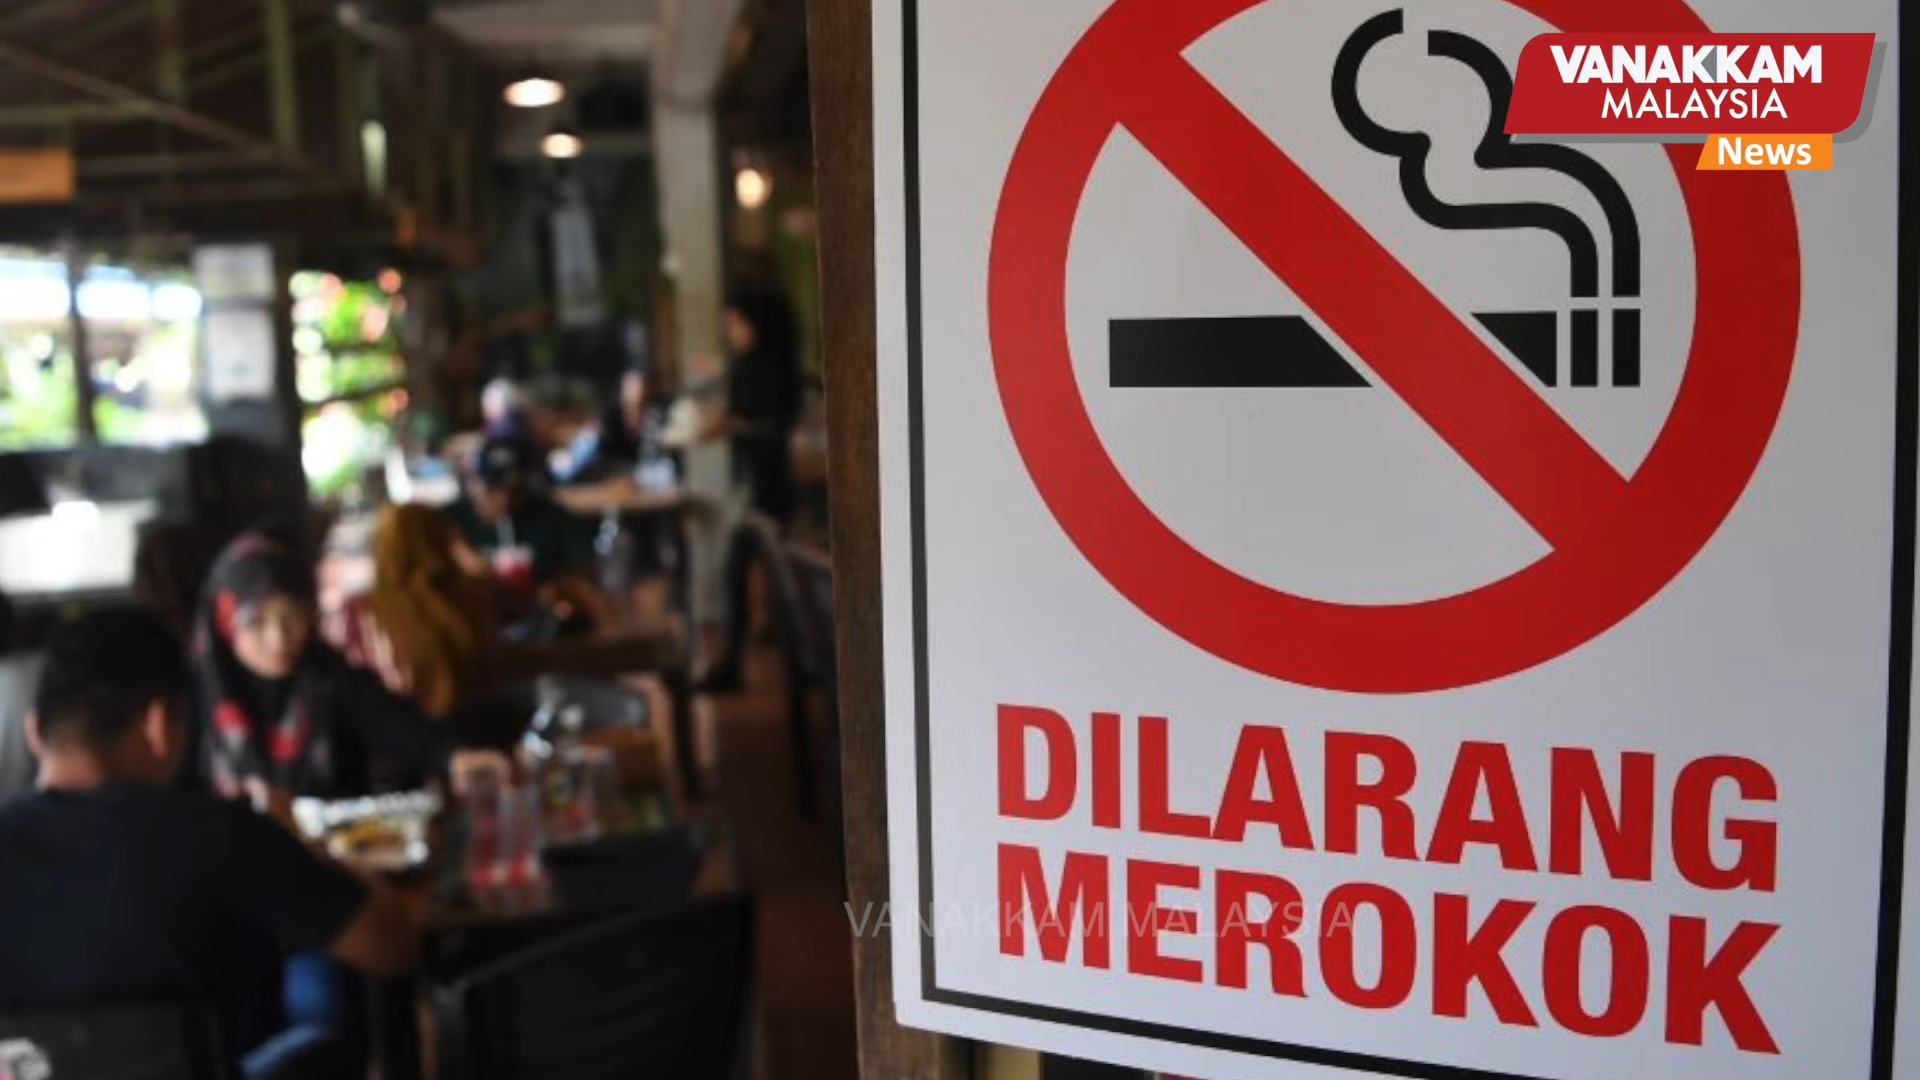 VANAKKAM
MALAYSIA
News
DILARANG
MEROKOK
VANAKKAM MALAYSIA